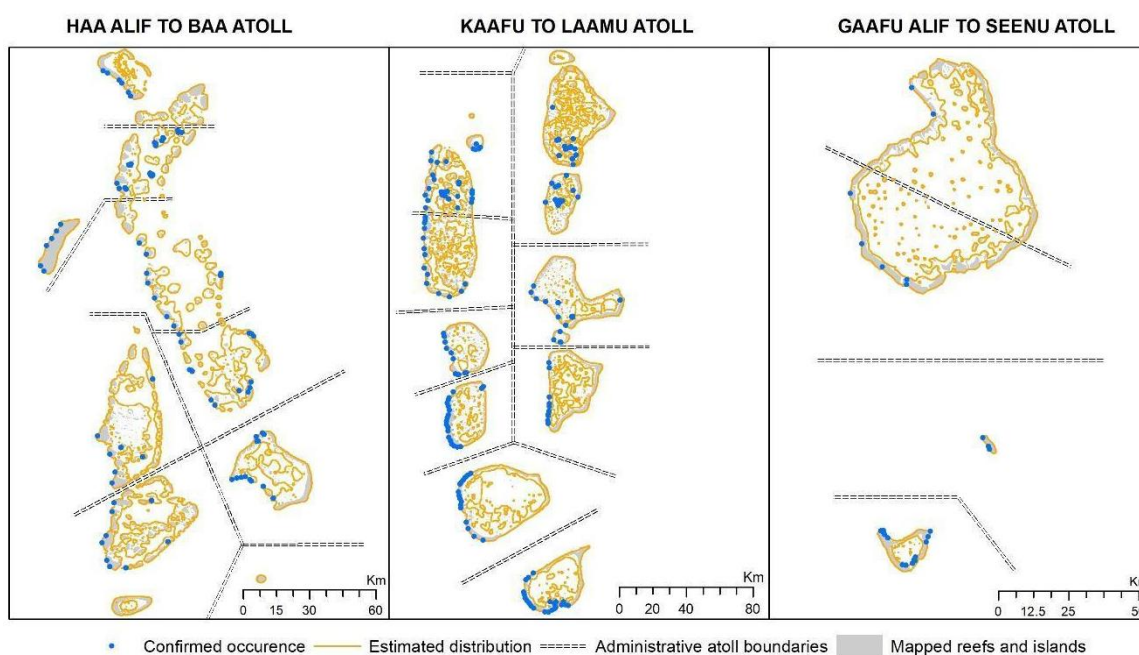 HAA ALIF TO BAA ATOLL
KAAFU TO LAAMU ATOLL
GAAFU ALIF TO SEENU ATOLL
Km
0 15 30 60
Km
0 20 40 80
Km
0 12.5 25
Confirmed occurence
Estimated distribution
Administrative atoll boundaries
Mapped reefs and islands